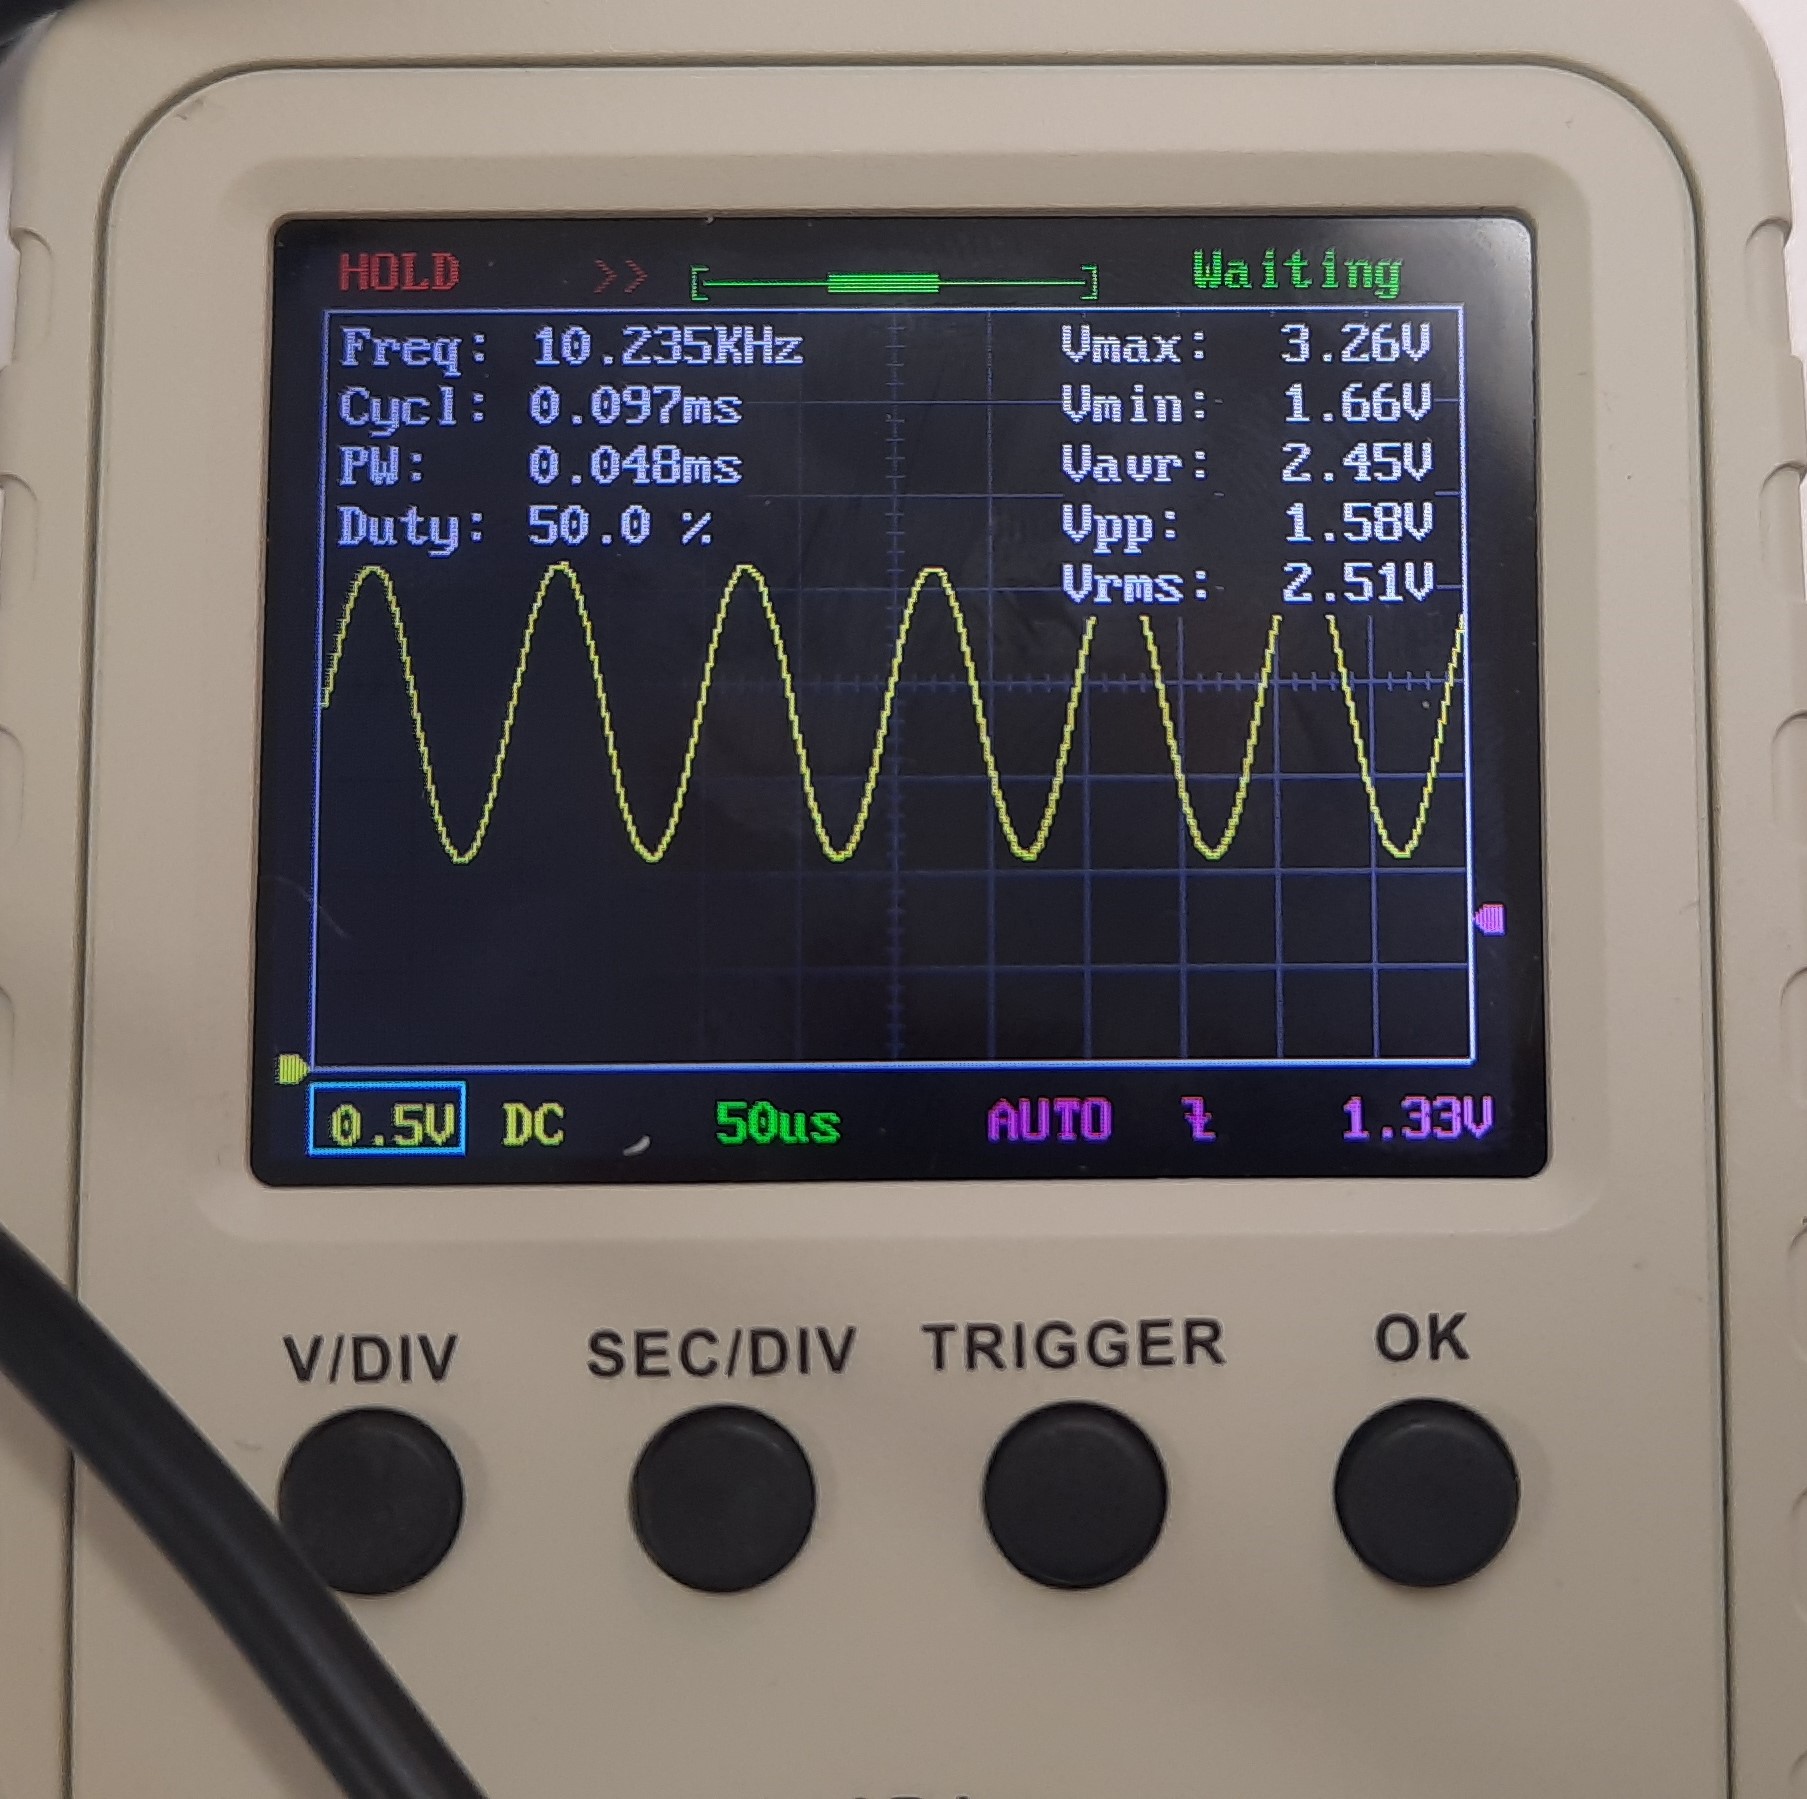 HOLD >> Waiting
Freq: 10.235KHz Vmax: 3.26V
Cycl: 0.097ms Vmin: 1.66V
PW: 0.048ms Vavr: 2.45V
Duty: 50.0 % Vpp: 1.58V
Vrms: 2.51V
0.5V DC 50us AUTO 1.33V
V/DIV SEC/DIV TRIGGER OK